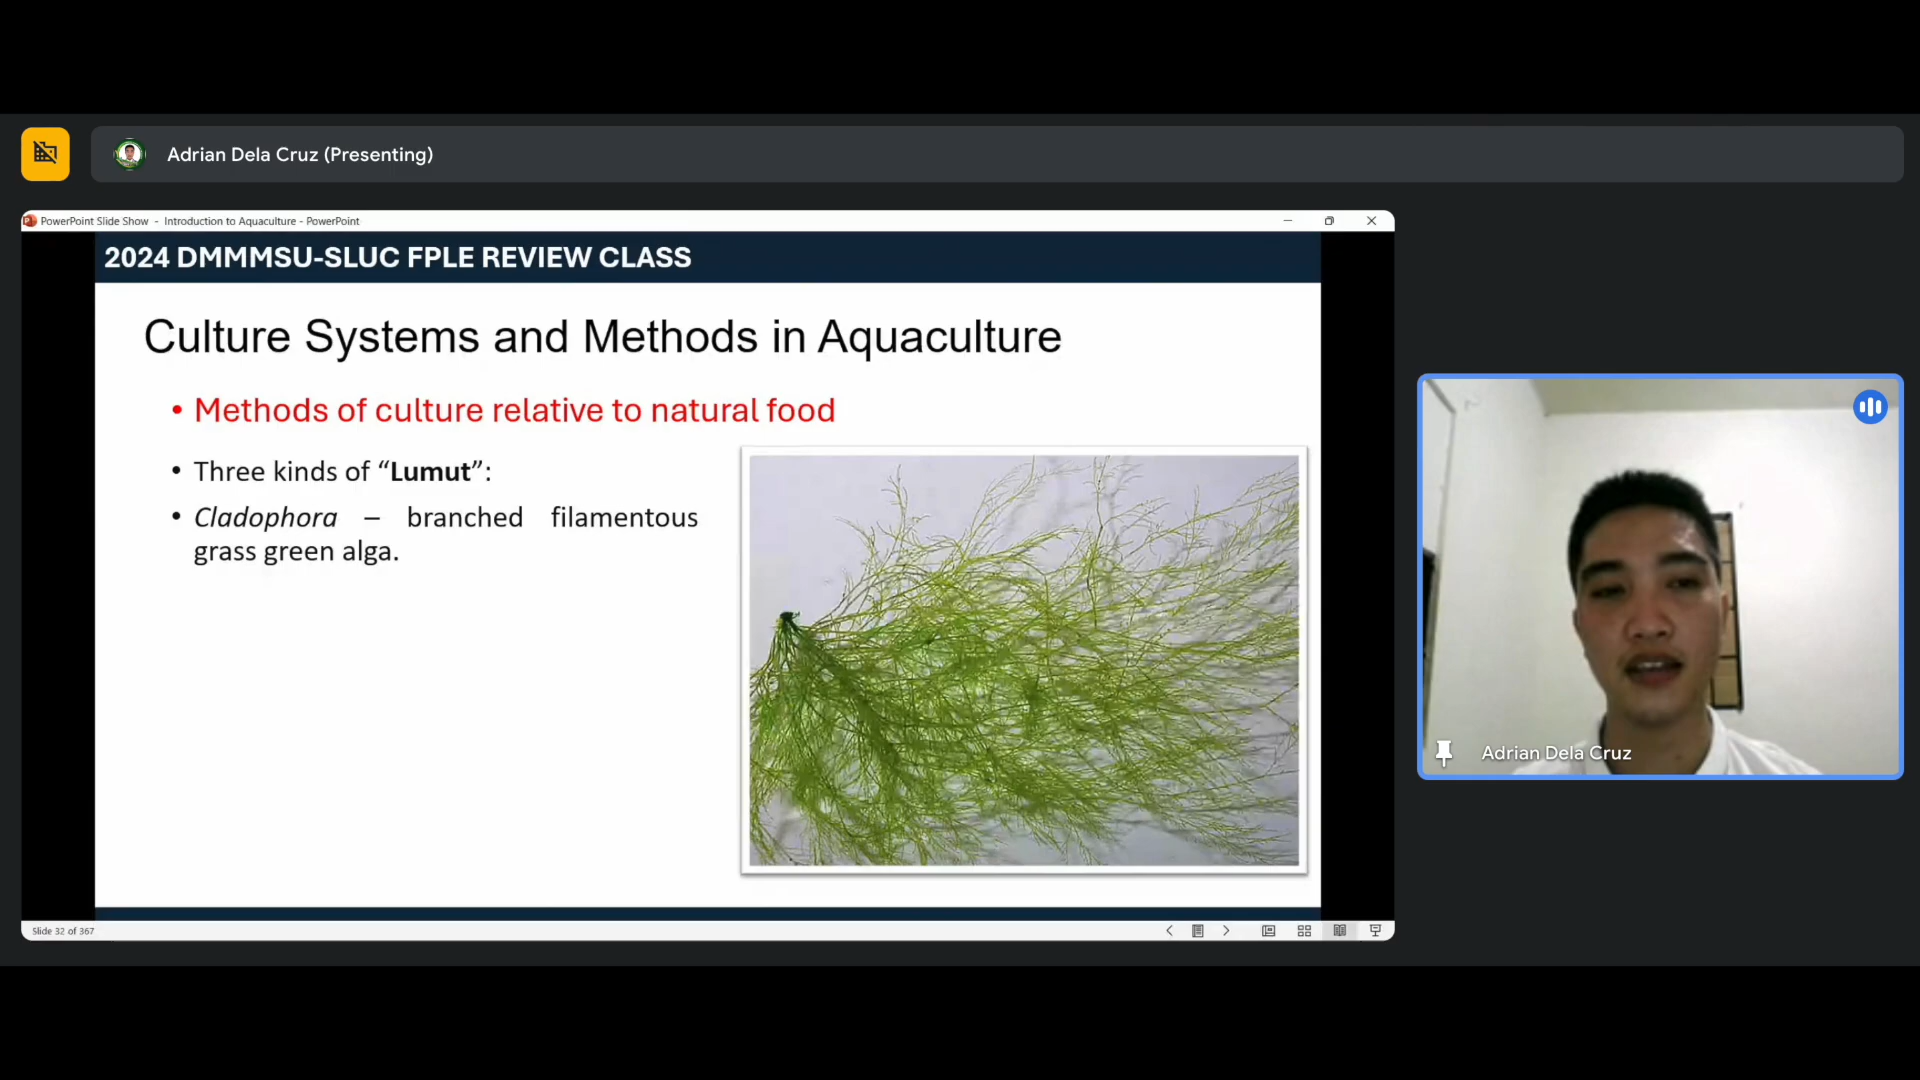 Adrian Dela Cruz (Presenting)
PowerPoint Slide Show - Introduction to Aquaculture - PowerPoint
2024 DMMMSU-SLUC FPLE REVIEW CLASS
Culture Systems and Methods in Aquaculture
• Methods of culture relative to natural food
• Three kinds of “Lumut”:
• Cladophora – branched filamentous
grass green alga.
Adrian Dela Cruz
Slide 32 of 367